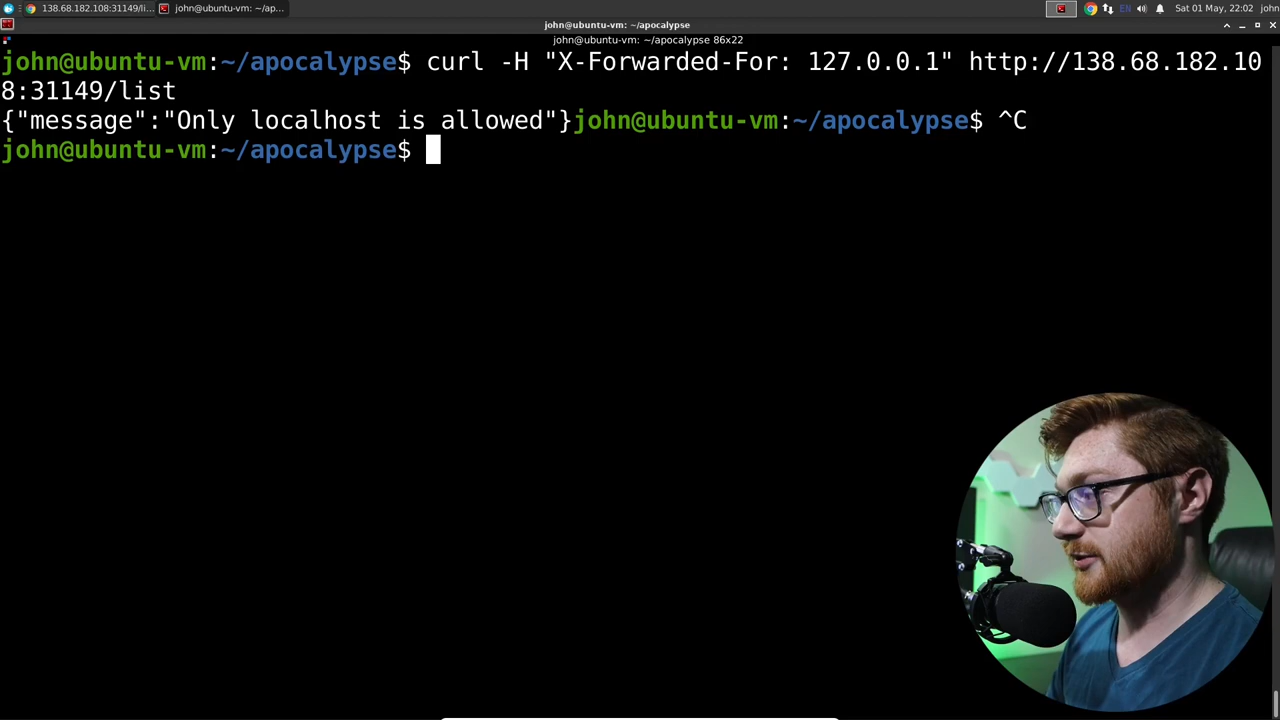 138.68.182.108:31149/li...
john@ubuntu-vm: ~/ap...
EN
Sat 01 May, 22:02
john
john@ubuntu-vm: ~/apocalypse
john@ubuntu-vm: ~/apocalypse 86x22
john@ubuntu-vm:~/apocalypse$ curl -H "X-Forwarded-For: 127.0.0.1" http://138.68.182.10
8:31149/list
{"message":"Only localhost is allowed"}john@ubuntu-vm:~/apocalypse$ ^C
john@ubuntu-vm:~/apocalypse$